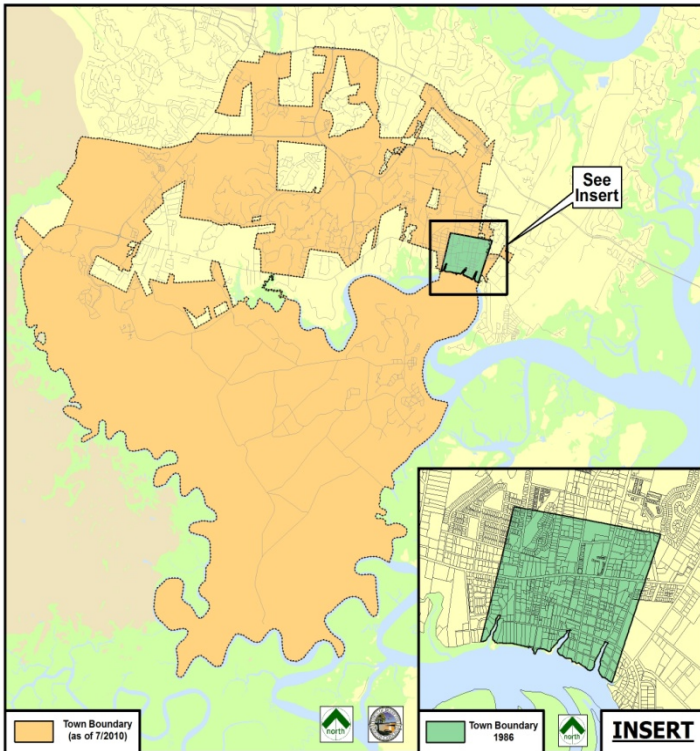 See
Insert
Town Boundary
(as of 7/2010)
north
Town Boundary
1986
north
INSERT